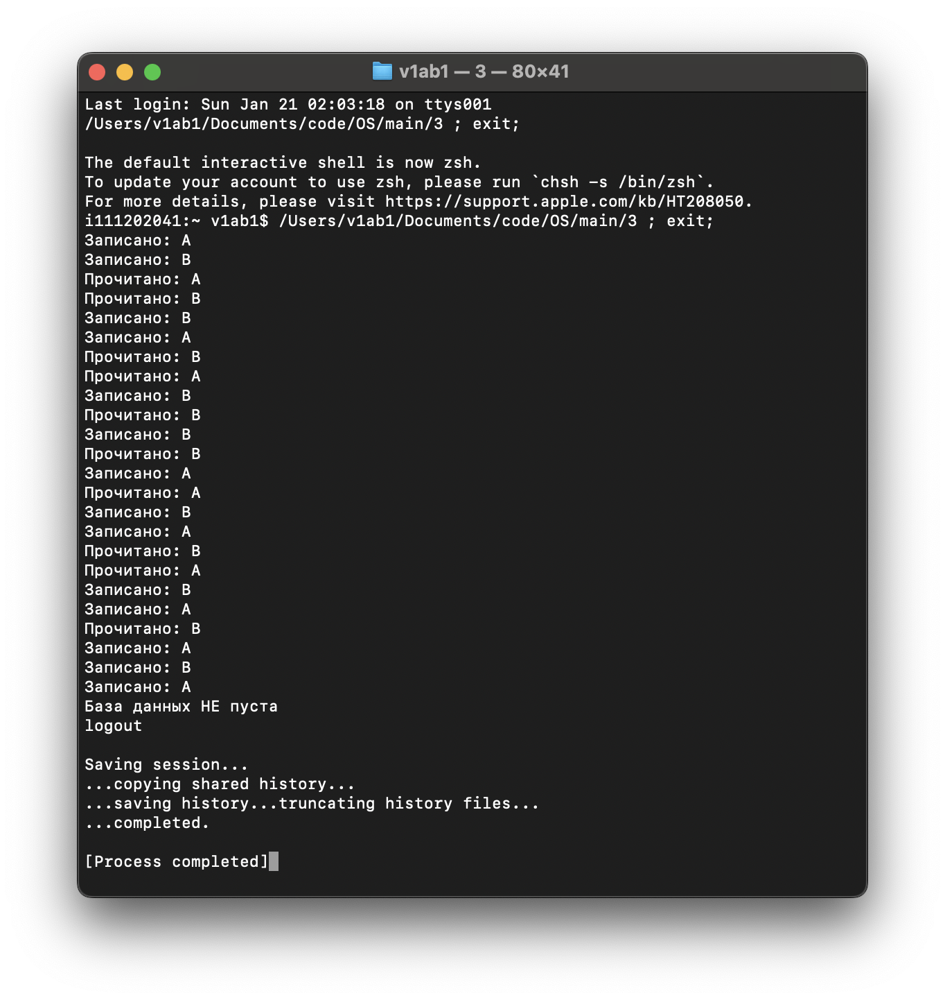 v1ab1 — 3 — 80×41
Last login: Sun Jan 21 02:03:18 on ttys001
/Users/v1ab1/Documents/code/OS/main/3 ; exit;
The default interactive shell is now zsh.
To update your account to use zsh, please run `chsh -s /bin/zsh`.
For more details, please visit https://support.apple.com/kb/HT208050.
i111202041:~ v1ab1$ /Users/v1ab1/Documents/code/OS/main/3 ; exit;
Записано: A
Записано: B
Прочитано: A
Прочитано: B
Записано: B
Записано: A
Прочитано: B
Прочитано: A
Записано: B
Прочитано: B
Записано: B
Прочитано: B
Записано: A
Прочитано: A
Записано: B
Записано: A
Прочитано: B
Прочитано: A
Записано: B
Записано: A
Прочитано: B
Записано: A
Записано: B
Записано: A
База данных НЕ пуста
logout
Saving session...
...copying shared history...
...saving history...truncating history files...
...completed.
[Process completed]